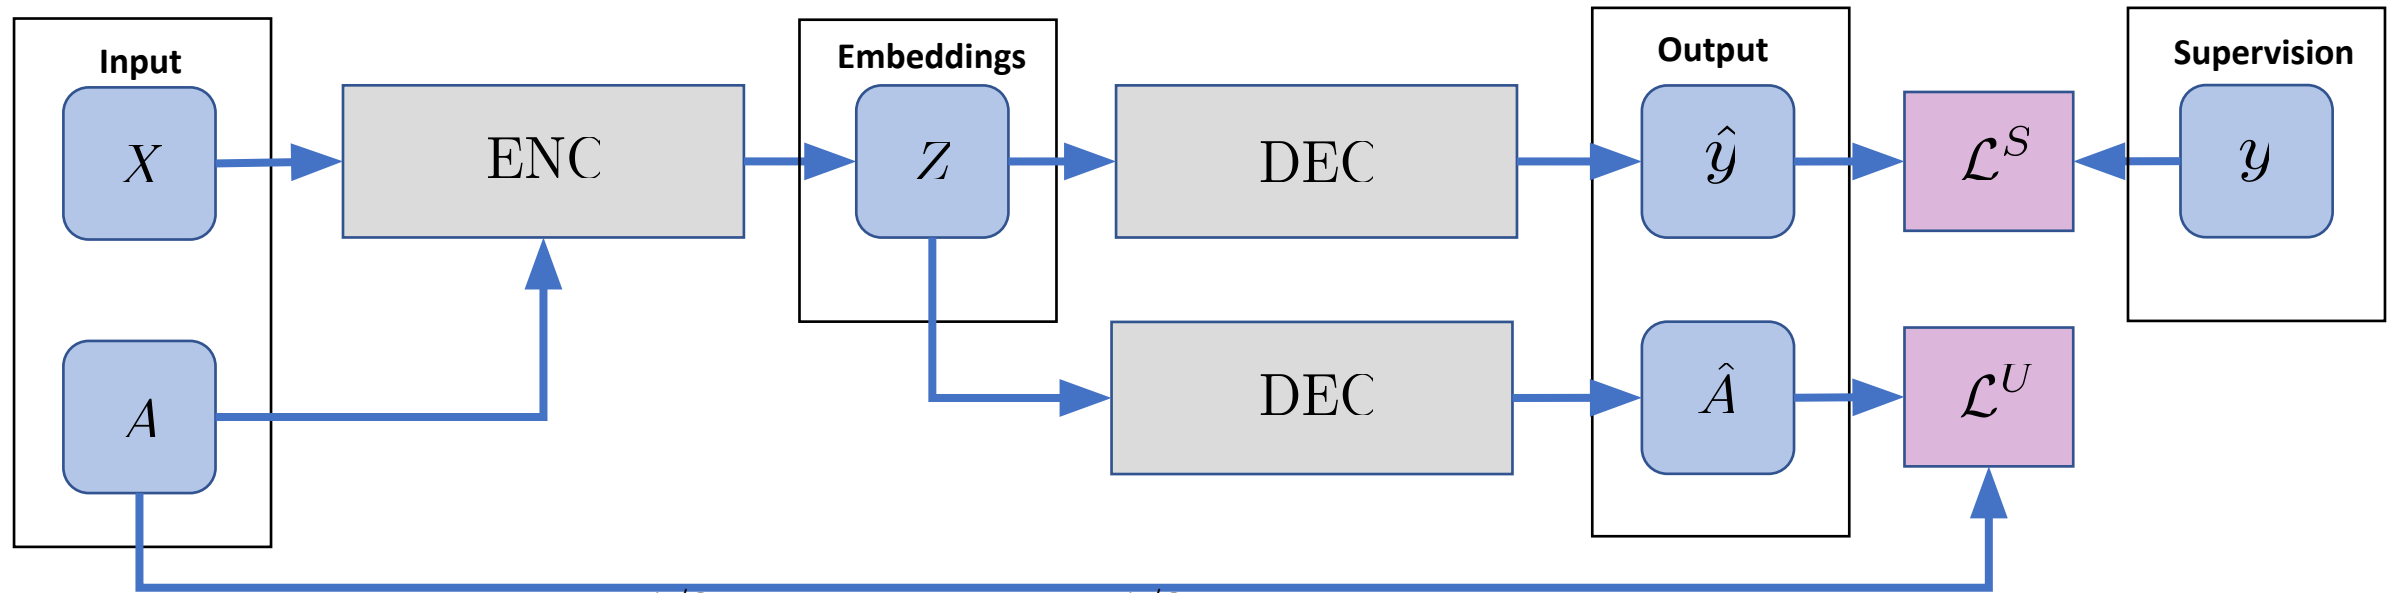 Input
Embeddings
Output
Supervision
X
ENC
Z
DEC
ŷ
ℒ^S
y
A
DEC
Â
ℒ^U